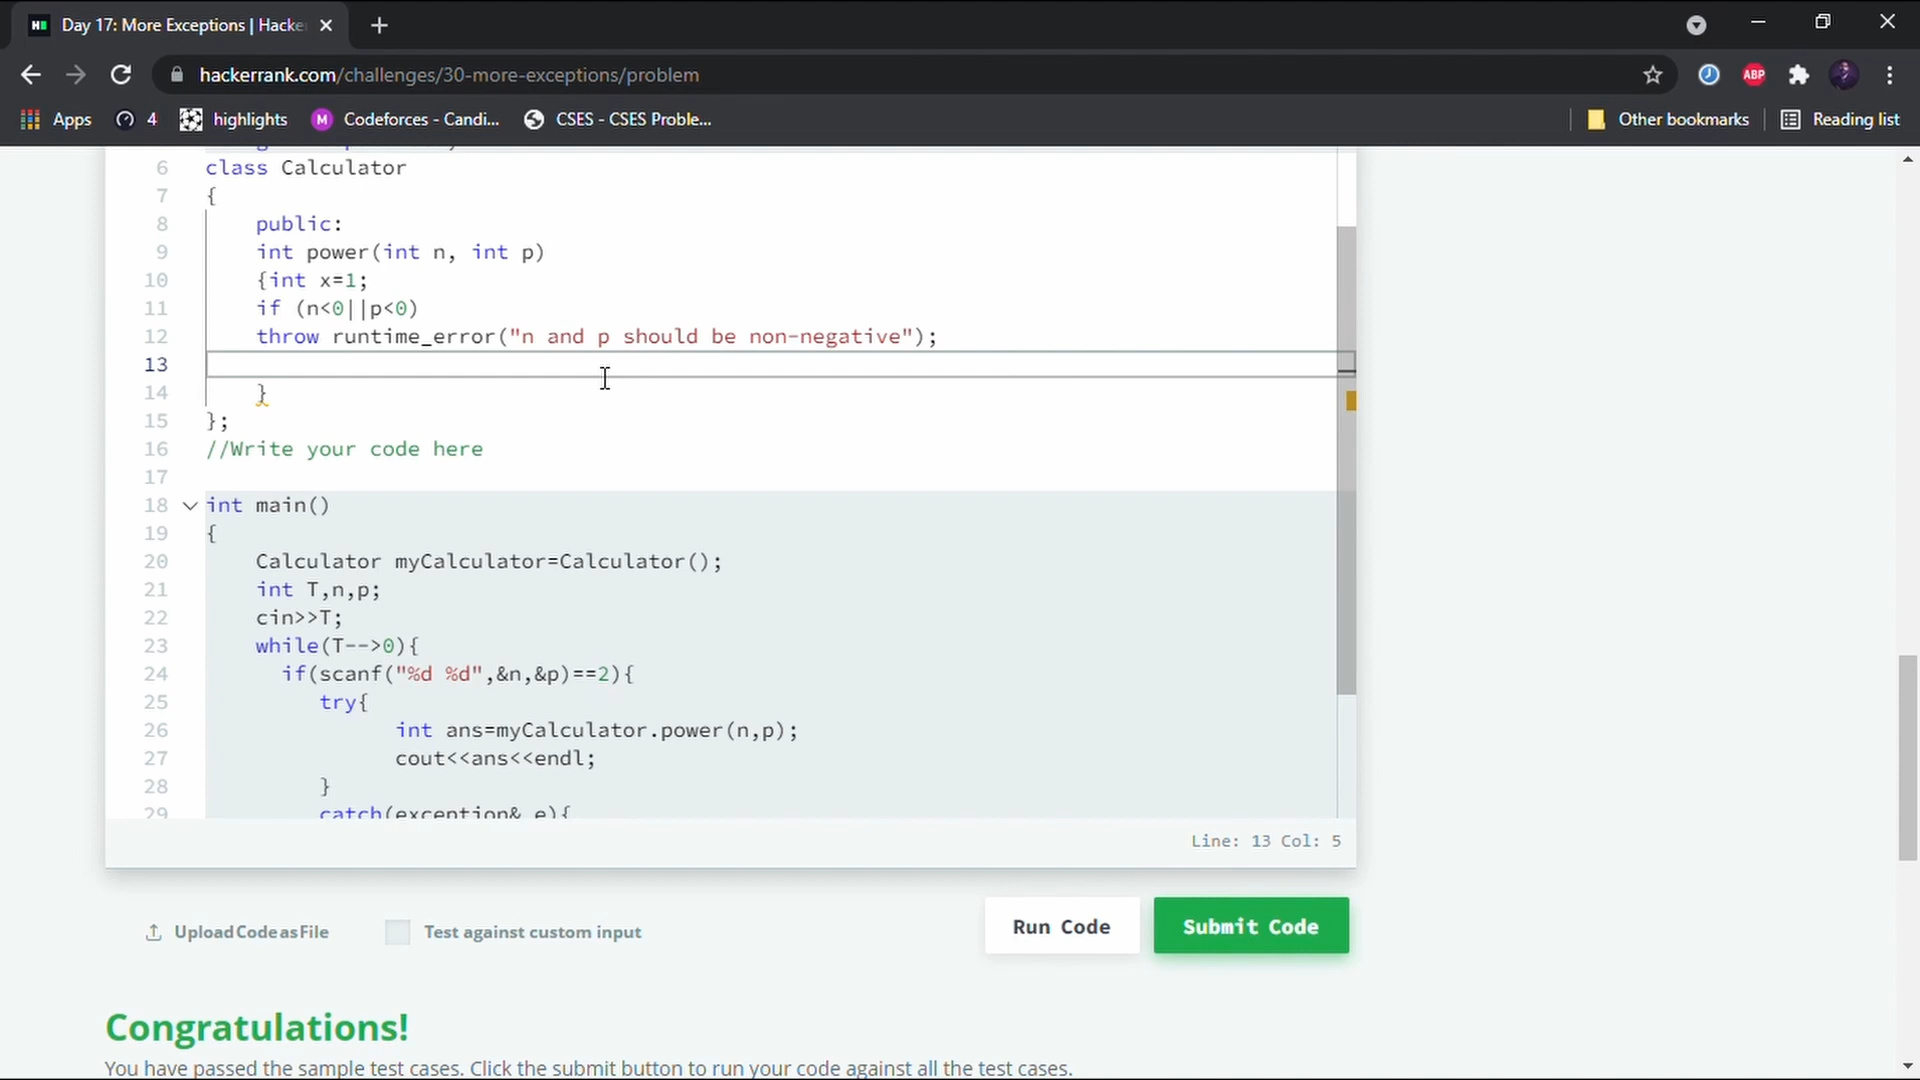 Day 17: More Exceptions | Hacke
hackerrank.com/challenges/30-more-exceptions/problem
ABP
Apps
4
highlights
M
Codeforces - Candi...
CSES - CSES Proble...
Other bookmarks
Reading list
6 class Calculator
7 {
8 public:
9 int power(int n, int p)
10 {int x=1;
11 if (n<0||p<0)
12 throw runtime_error("n and p should be non-negative");
13
14 }
15 };
16 //Write your code here
17
18 int main()
19 {
20 Calculator myCalculator=Calculator();
21 int T,n,p;
22 cin>>T;
23 while(T-->0){
24 if(scanf("%d %d",&n,&p)==2){
25 try{
26 int ans=myCalculator.power(n,p);
27 cout<<ans<<endl;
28 }
29 catch(exception& e){
Line: 13 Col: 5
Upload Code as File
Test against custom input
Run Code
Submit Code
Congratulations!
You have passed the sample test cases. Click the submit button to run your code against all the test cases.